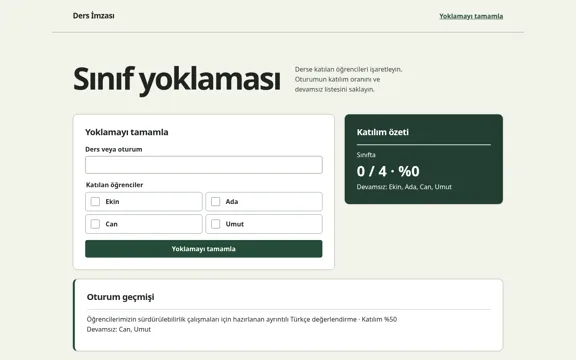 Ders İmzası
Yoklamayı tamamla
Sınıf yoklaması
Derse katılan öğrencileri işaretleyin.
Oturumun katılım oranını ve
devamsız listesini saklayın.
Yoklamayı tamamla
Ders veya oturum
Katılan öğrenciler
Ekin
Ada
Can
Umut
Yoklamayı tamamla
Katılım özeti
Sınıfta
0 / 4 · %0
Devamsız: Ekin, Ada, Can, Umut
Oturum geçmişi
Öğrencilerimizin sürdürülebilirlik çalışmaları için hazırlanan ayrıntılı Türkçe değerlendirme · Katılım %50
Devamsız: Can, Umut